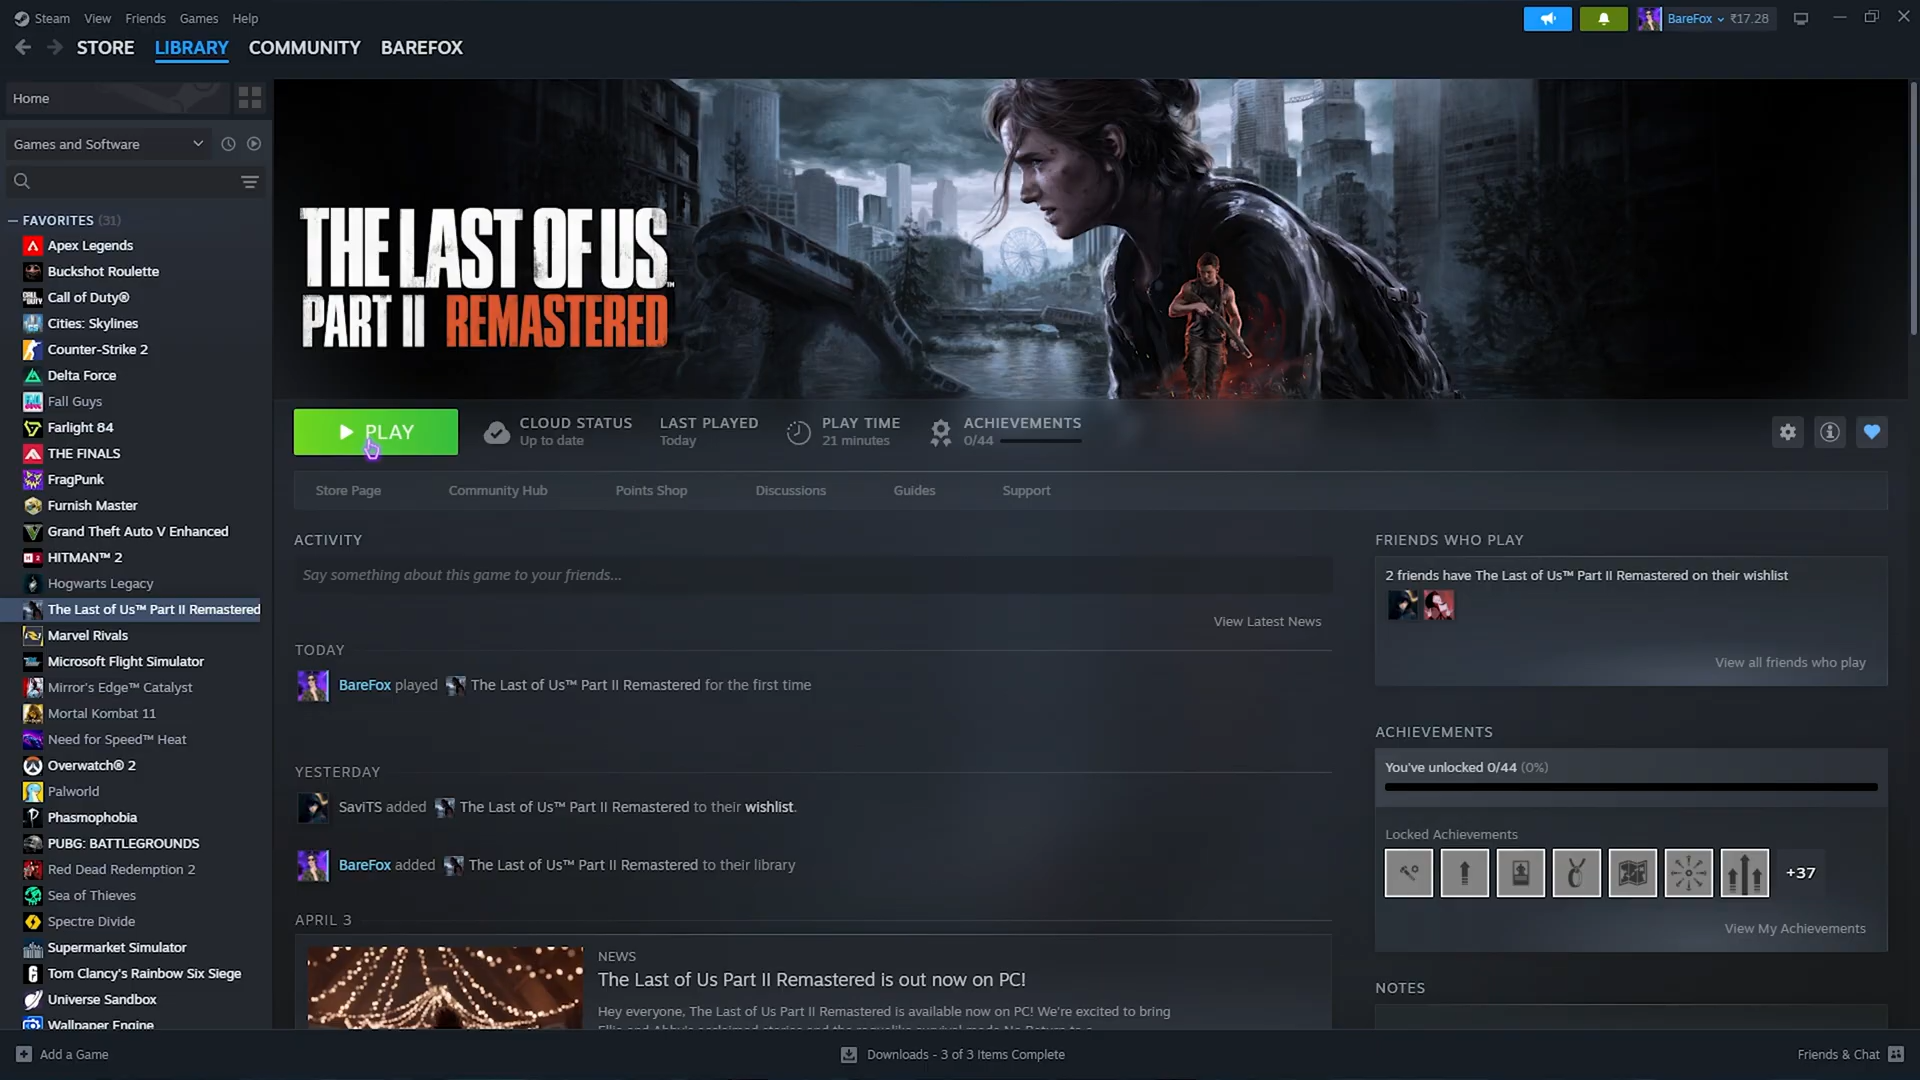 Steam View Friends Games Help
BareFox ₹17.28
STORE LIBRARY COMMUNITY BAREFOX
Home
Games and Software
FAVORITES (31)
Apex Legends
Buckshot Roulette
Call of Duty®
Cities: Skylines
Counter-Strike 2
Delta Force
Fall Guys
Farlight 84
THE FINALS
FragPunk
Furnish Master
Grand Theft Auto V Enhanced
HITMAN™ 2
Hogwarts Legacy
The Last of Us™ Part II Remastered
Marvel Rivals
Microsoft Flight Simulator
Mirror's Edge™ Catalyst
Mortal Kombat 11
Need for Speed™ Heat
Overwatch® 2
Palworld
Phasmophobia
PUBG: BATTLEGROUNDS
Red Dead Redemption 2
Sea of Thieves
Spectre Divide
Supermarket Simulator
Tom Clancy's Rainbow Six Siege
Universe Sandbox
Wallpaper Engine
THE LAST OF US™
PART II REMASTERED
PLAY
CLOUD STATUS
Up to date
LAST PLAYED
Today
PLAY TIME
21 minutes
ACHIEVEMENTS
0/44
Store Page Community Hub Points Shop Discussions Guides Support
ACTIVITY
Say something about this game to your friends...
View Latest News
TODAY
BareFox played The Last of Us™ Part II Remastered for the first time
YESTERDAY
SaviTS added The Last of Us™ Part II Remastered to their wishlist.
BareFox added The Last of Us™ Part II Remastered to their library
APRIL 3
NEWS
The Last of Us Part II Remastered is out now on PC!
Hey everyone, The Last of Us Part II Remastered is available now on PC! We're excited to bring
FRIENDS WHO PLAY
2 friends have The Last of Us™ Part II Remastered on their wishlist
View all friends who play
ACHIEVEMENTS
You've unlocked 0/44 (0%)
Locked Achievements
+37
View My Achievements
NOTES
Add a Game
Downloads - 3 of 3 Items Complete
Friends & Chat